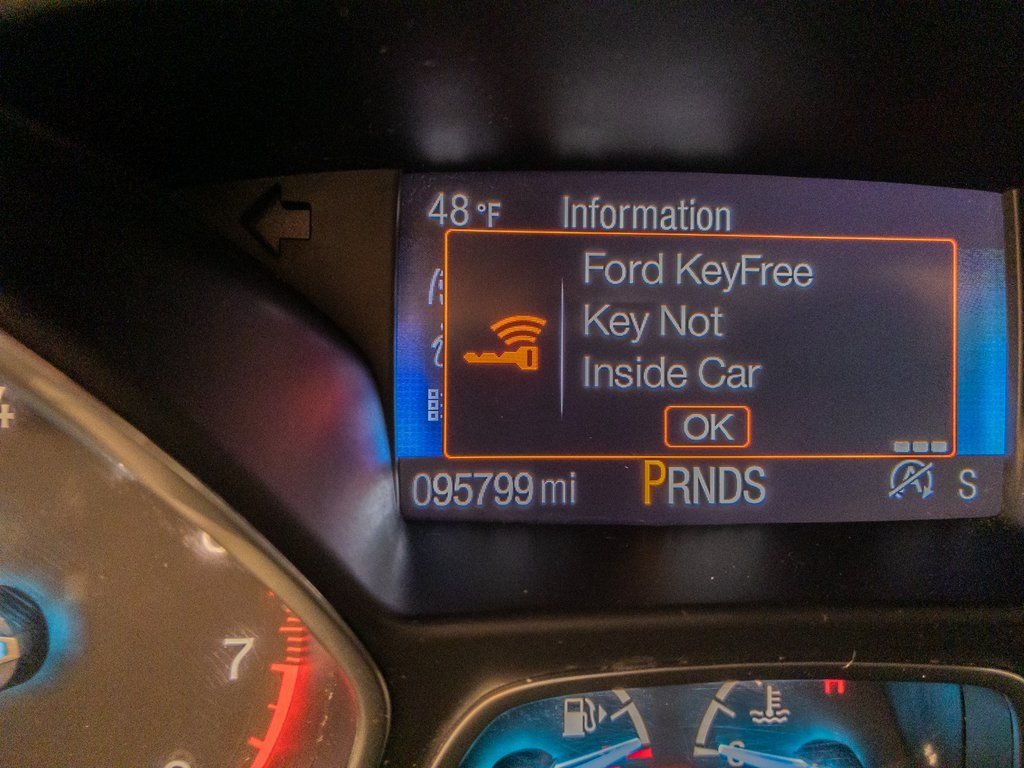 48 °F Information
Ford KeyFree
Key Not
Inside Car
OK
095799 mi PRNDS S
7
H